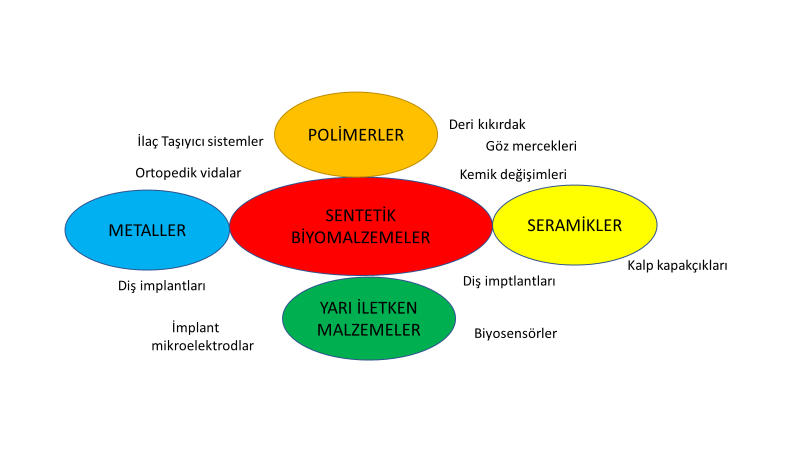 POLİMERLER
Deri kıkırdak
İlaç Taşıyıcı sistemler
Göz mercekleri
Ortopedik vidalar
Kemik değişimleri
METALLER
SENTETİK
BİYOMALZEMELER
SERAMİKLER
Kalp kapakçıkları
Diş implantları
Diş imptlantları
YARI İLETKEN
MALZEMELER
İmplant
mikroelektrodlar
Biyosensörler